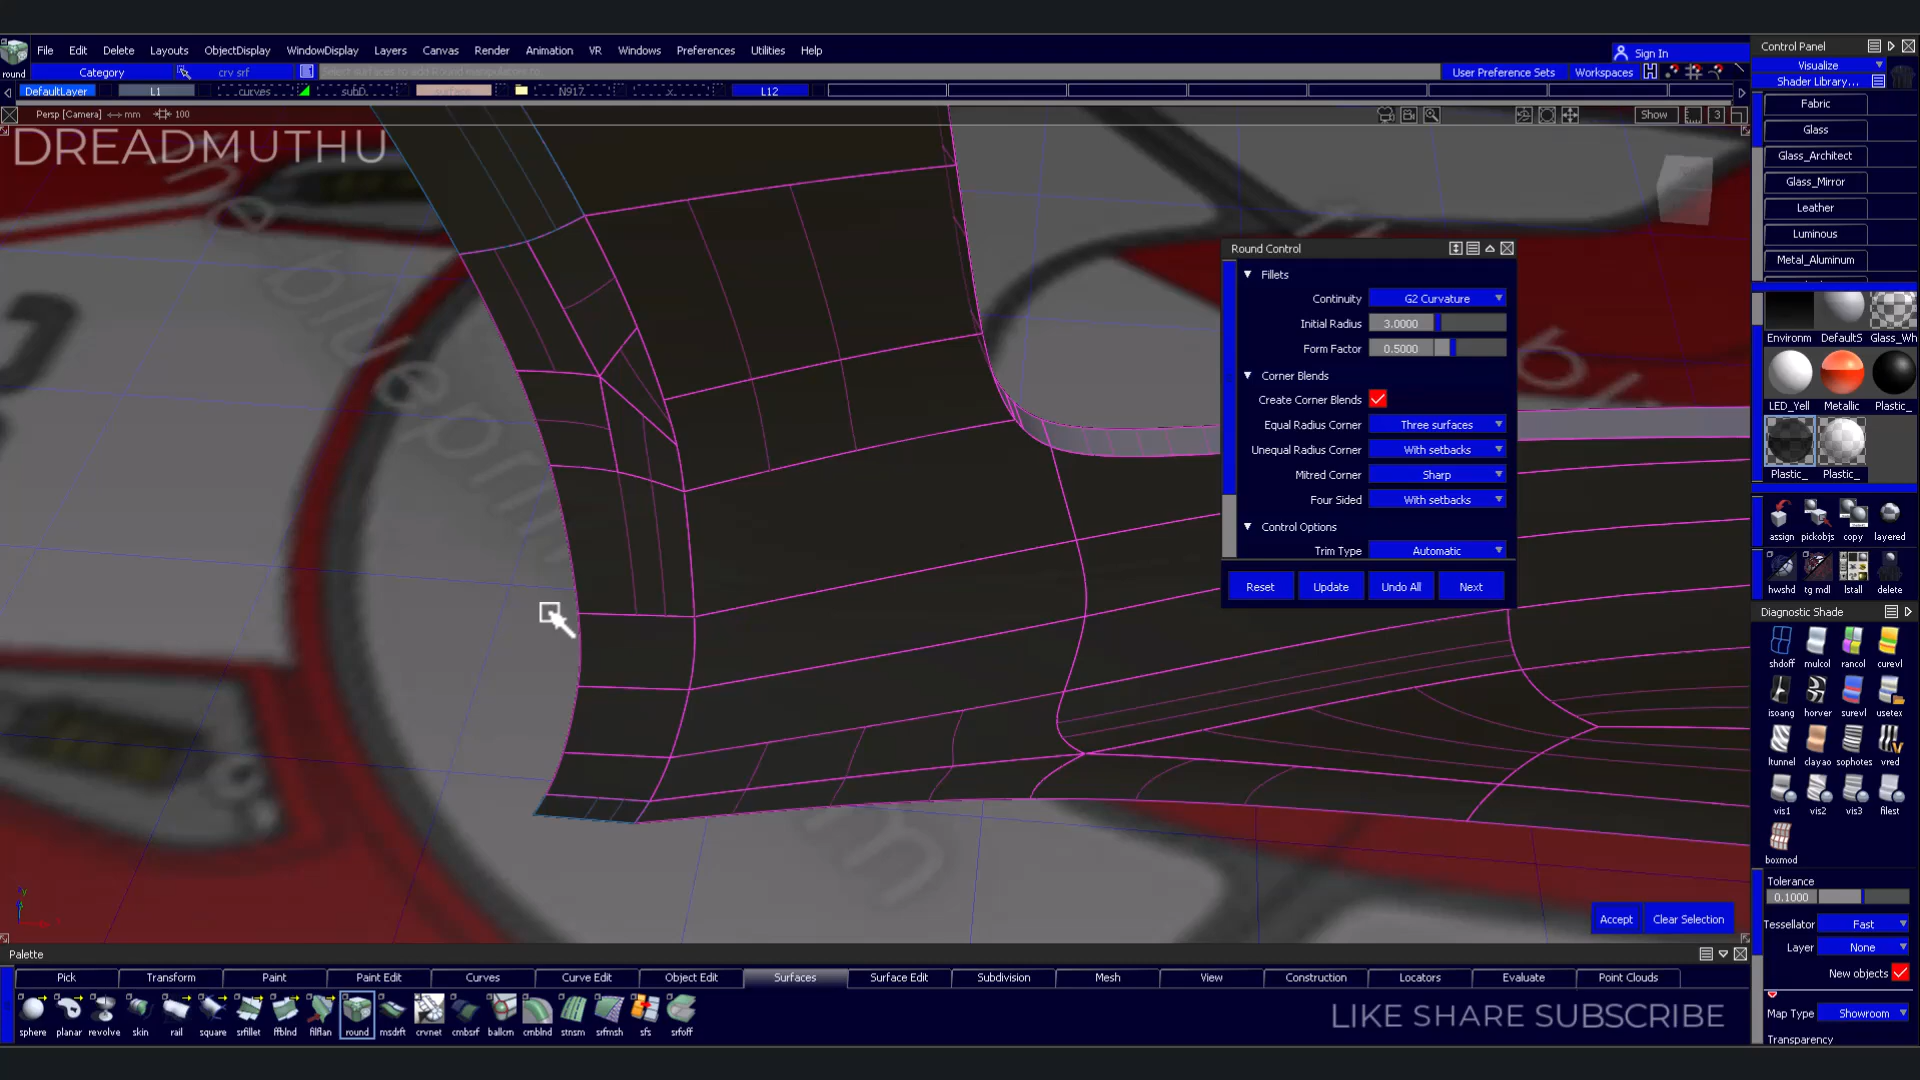 File Edit Delete Layouts ObjectDisplay WindowDisplay Layers Canvas Render Animation VR Windows Preferences Utilities Help
Sign In
Control Panel
round
Category
crv srf
Select surfaces to add Round manipulators to
User Preference Sets
Workspaces
Visualize
Shader Library...
DefaultLayer
L1
curves
subD
surface
N917
x
L12
Persp [Camera] mm 100
Show
3
DREADMUTHU
Fabric
Glass
Glass_Architect
Glass_Mirror
Leather
Luminous
Metal_Aluminum
Environm DefaultS Glass_Wh
LED_Yell Metallic Plastic_
Plastic_ Plastic_
assign pickobjs copy layered
hwshd tg mdl lstall delete
Round Control
Fillets
Continuity G2 Curvature
Initial Radius 3.0000
Form Factor 0.5000
Corner Blends
Create Corner Blends
Equal Radius Corner Three surfaces
Unequal Radius Corner With setbacks
Mitred Corner Sharp
Four Sided With setbacks
Control Options
Trim Type Automatic
Reset Update Undo All Next
Diagnostic Shade
shdoff mulcol rancol curevl
isoang horver surevl usetex
ltunnel clayao sophotes vred
vis1 vis2 vis3 filest
boxmod
Tolerance
0.1000
Tessellator Fast
Layer None
New objects
Map Type Showroom
Transparency
Accept Clear Selection
Palette
Pick Transform Paint Paint Edit Curves Curve Edit Object Edit Surfaces Surface Edit Subdivision Mesh View Construction Locators Evaluate Point Clouds
sphere planar revolve skin rail square srfillet ffblnd filflan round msdrft crvnet cmbsrf ballcrn cmblnd stnsm srfmsh sfs srfoff
LIKE SHARE SUBSCRIBE